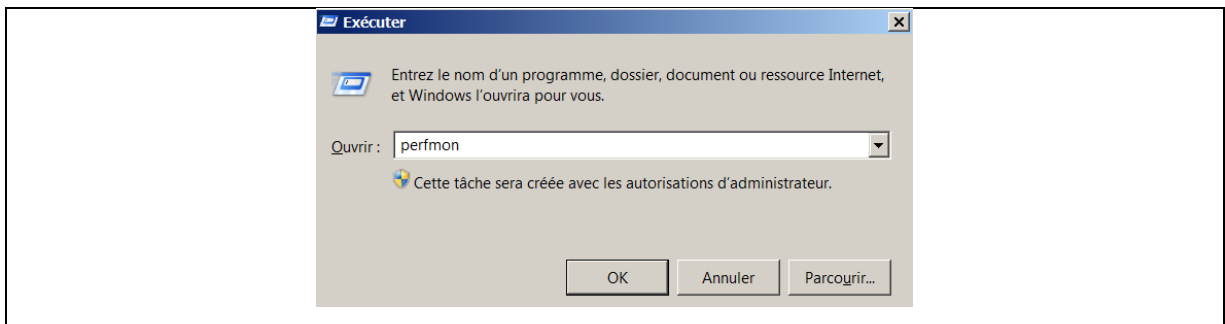 Exécuter
Entrez le nom d'un programme, dossier, document ou ressource Internet,
et Windows l'ouvrira pour vous.
Ouvrir : perfmon
Cette tâche sera créée avec les autorisations d'administrateur.
OK Annuler Parcourir...